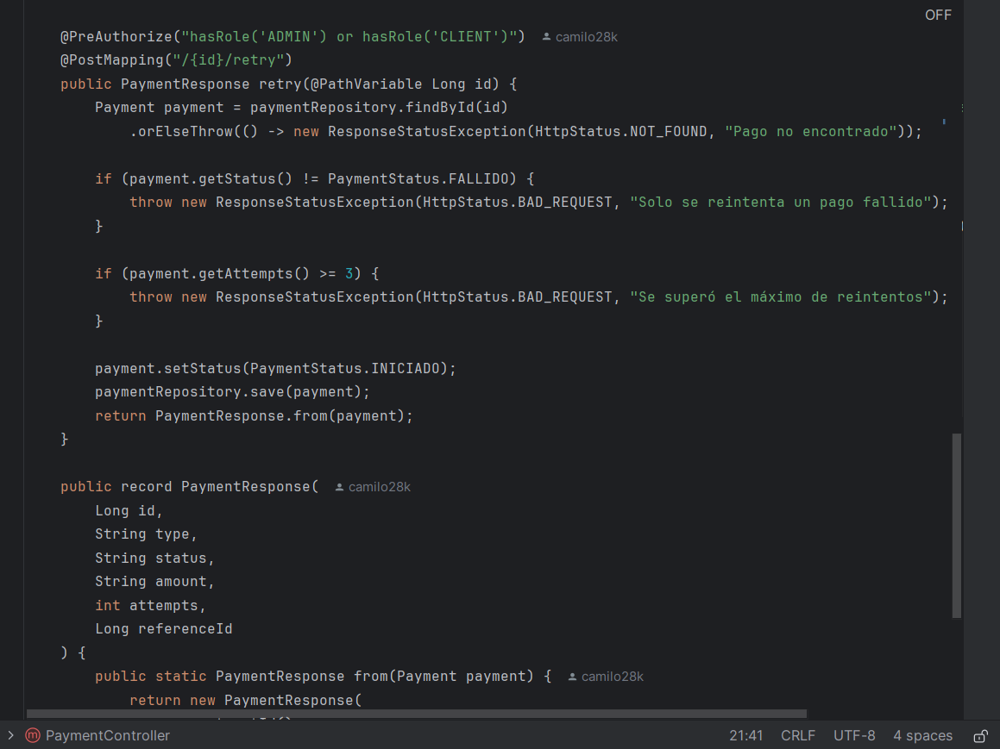 OFF
@PreAuthorize("hasRole('ADMIN') or hasRole('CLIENT')") camilo28k
@PostMapping("/{id}/retry")
public PaymentResponse retry(@PathVariable Long id) {
    Payment payment = paymentRepository.findById(id)
        .orElseThrow(() -> new ResponseStatusException(HttpStatus.NOT_FOUND, "Pago no encontrado"));
    if (payment.getStatus() != PaymentStatus.FALLIDO) {
        throw new ResponseStatusException(HttpStatus.BAD_REQUEST, "Solo se reintenta un pago fallido");
    }
    if (payment.getAttempts() >= 3) {
        throw new ResponseStatusException(HttpStatus.BAD_REQUEST, "Se superó el máximo de reintentos");
    }
    payment.setStatus(PaymentStatus.INICIADO);
    paymentRepository.save(payment);
    return PaymentResponse.from(payment);
}
public record PaymentResponse( camilo28k
    Long id,
    String type,
    String status,
    String amount,
    int attempts,
    Long referenceId
) {
    public static PaymentResponse from(Payment payment) { camilo28k
        return new PaymentResponse(
PaymentController 21:41 CRLF UTF-8 4 spaces